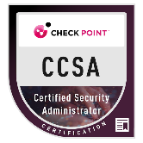 CHECK POINT
CCSA
Certified Security
Administrator
CERTIFICATION